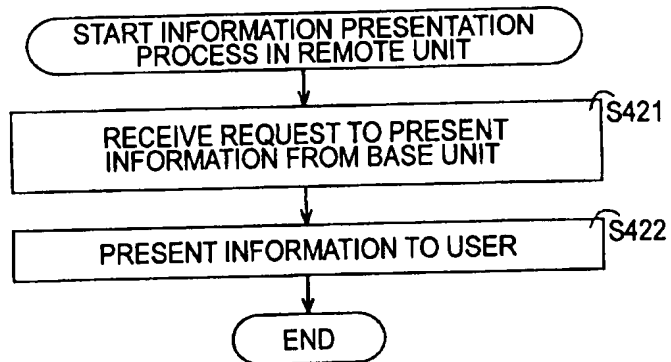 START INFORMATION PRESENTATION
PROCESS IN REMOTE UNIT
S421
RECEIVE REQUEST TO PRESENT
INFORMATION FROM BASE UNIT
S422
PRESENT INFORMATION TO USER
END